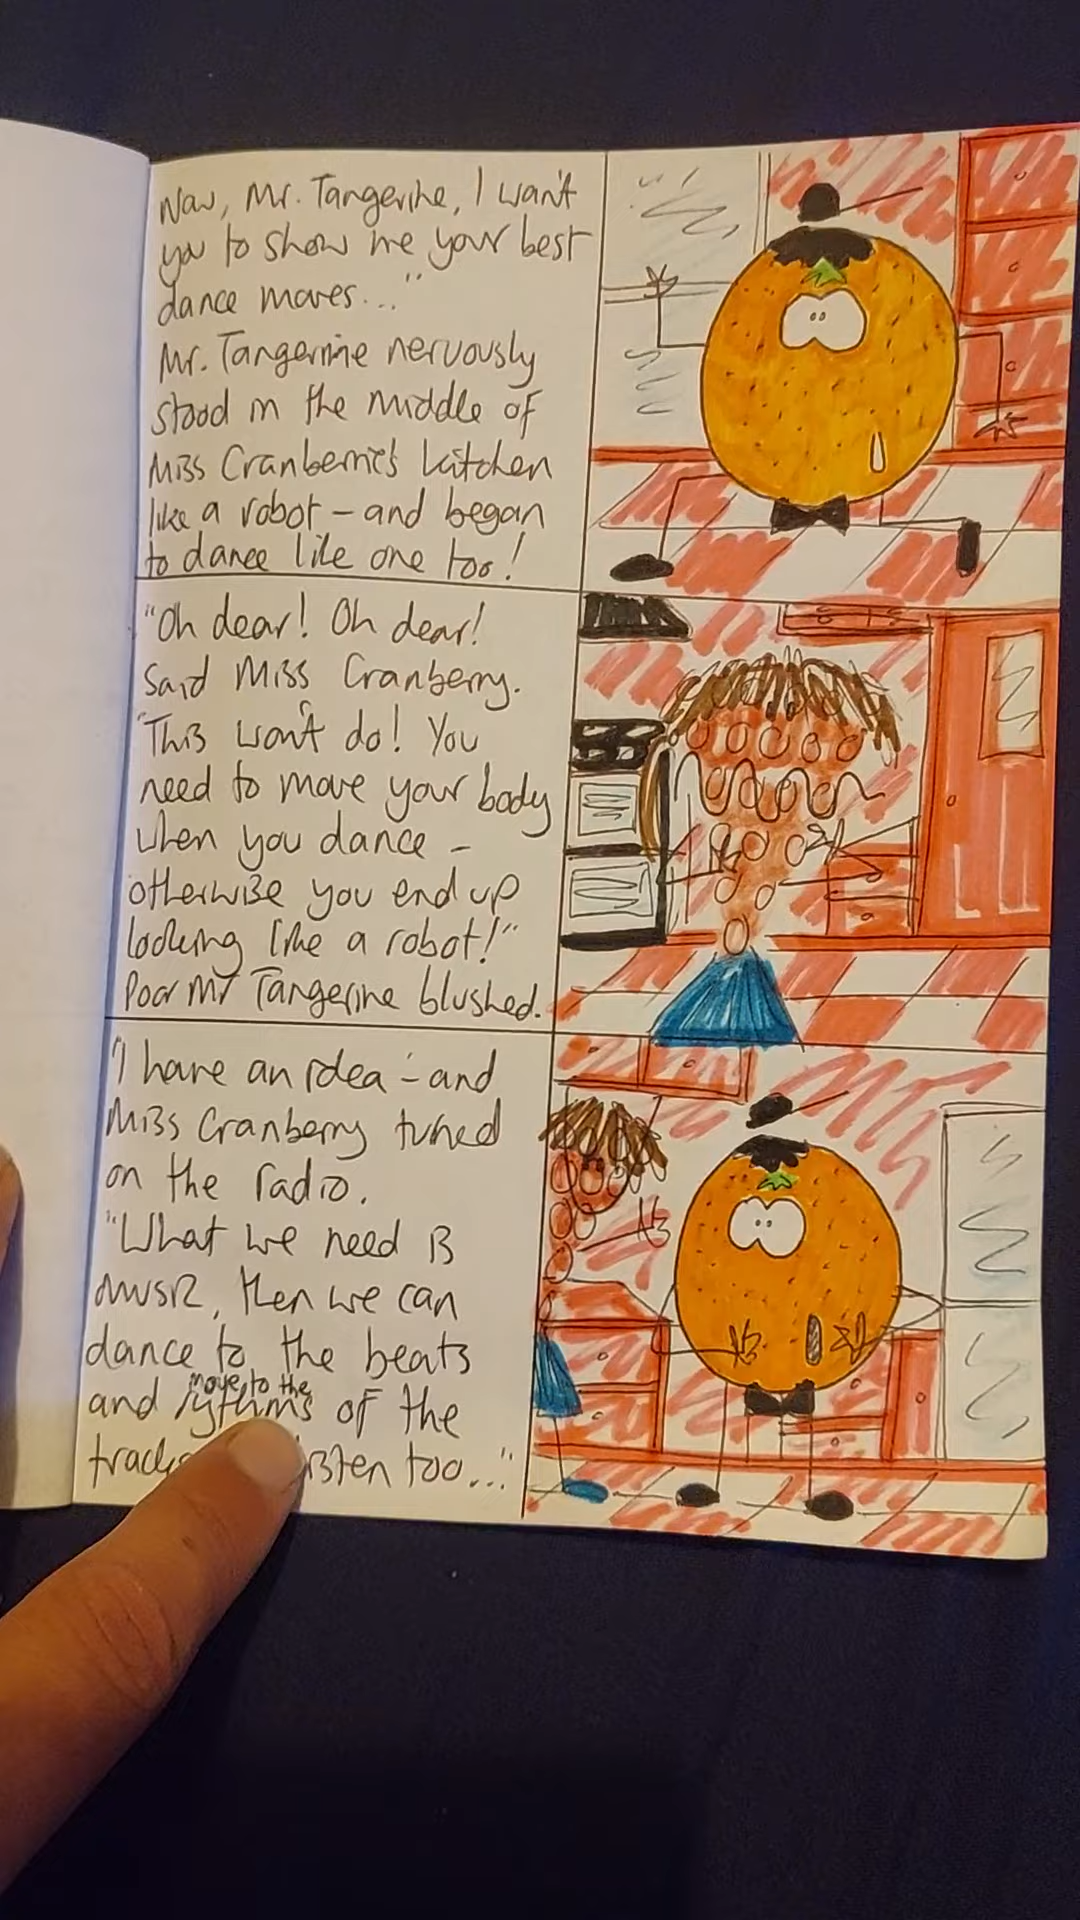 Now, Mr. Tangerine, I want
you to show me your best
dance moves..."
Mr. Tangerine nervously
stood in the middle of
Miss Cranberrie's kitchen
like a robot - and began
to dance like one too!
"Oh dear! Oh dear!
Said Miss Cranberry.
"This won't do! You
need to move your body
when you dance -
otherwise you end up
looking like a robot!"
Poor Mr Tangerine blushed.
"I have an idea - and
Miss Cranberry tuned
on the radio.
"What we need is
music, then we can
dance to the beats
move to the
and rythms of the
listen too..."